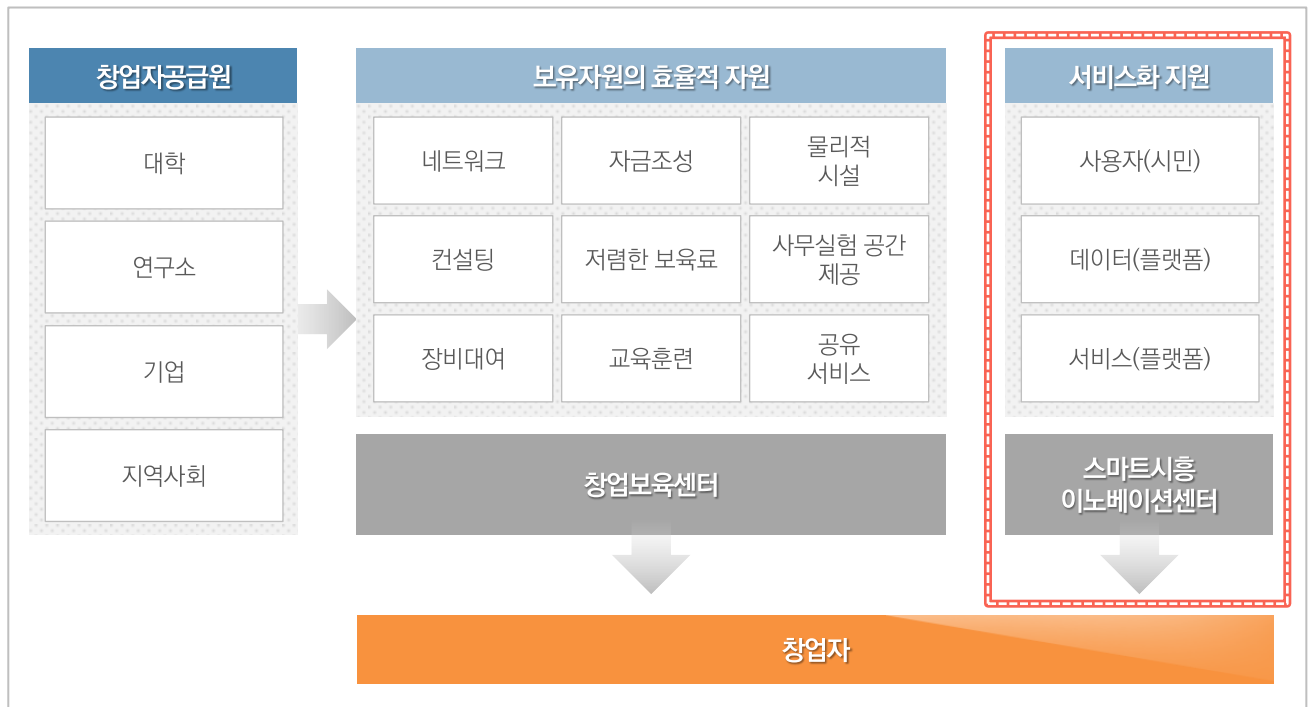 창업자공급원
대학
연구소
기업
지역사회
보유자원의 효율적 자원
네트워크
자금조성
물리적
시설
컨설팅
저렴한 보육료
사무실험 공간
제공
장비대여
교육훈련
공유
서비스
창업보육센터
서비스화 지원
사용자(시민)
데이터(플랫폼)
서비스(플랫폼)
스마트시흥
이노베이션센터
창업자